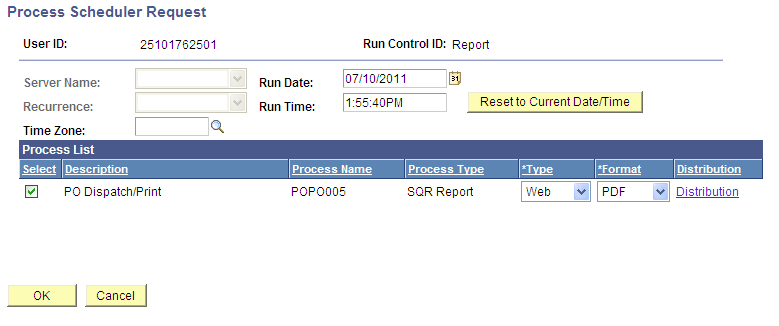 Process Scheduler Request
User ID: 25101762501 Run Control ID: Report
Server Name: Run Date: 07/10/2011 31
Recurrence: Run Time: 1:55:40PM Reset to Current Date/Time
Time Zone:
Process List
Select Description Process Name Process Type *Type *Format Distribution
PO Dispatch/Print POPO005 SQR Report Web PDF Distribution
OK Cancel